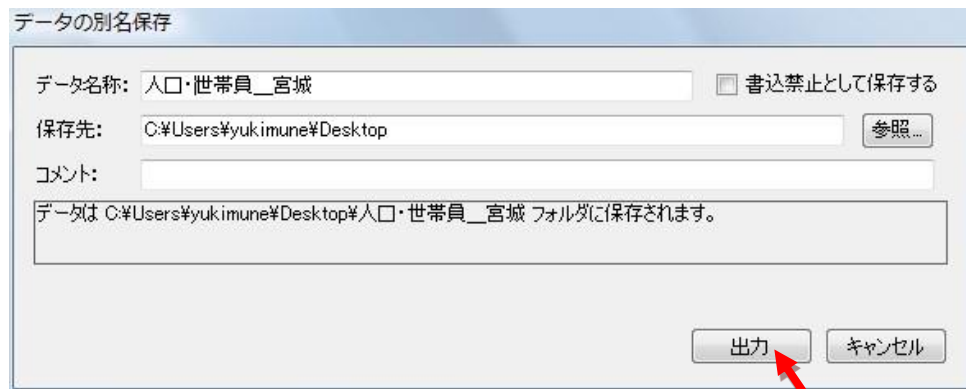 データの別名保存
データ名称: 人口・世帯員__宮城 書込禁止として保存する
保存先: C:¥Users¥yukimune¥Desktop 参照...
コメント:
データは C:¥Users¥yukimune¥Desktop¥人口・世帯員__宮城 フォルダに保存されます。
出力 キャンセル